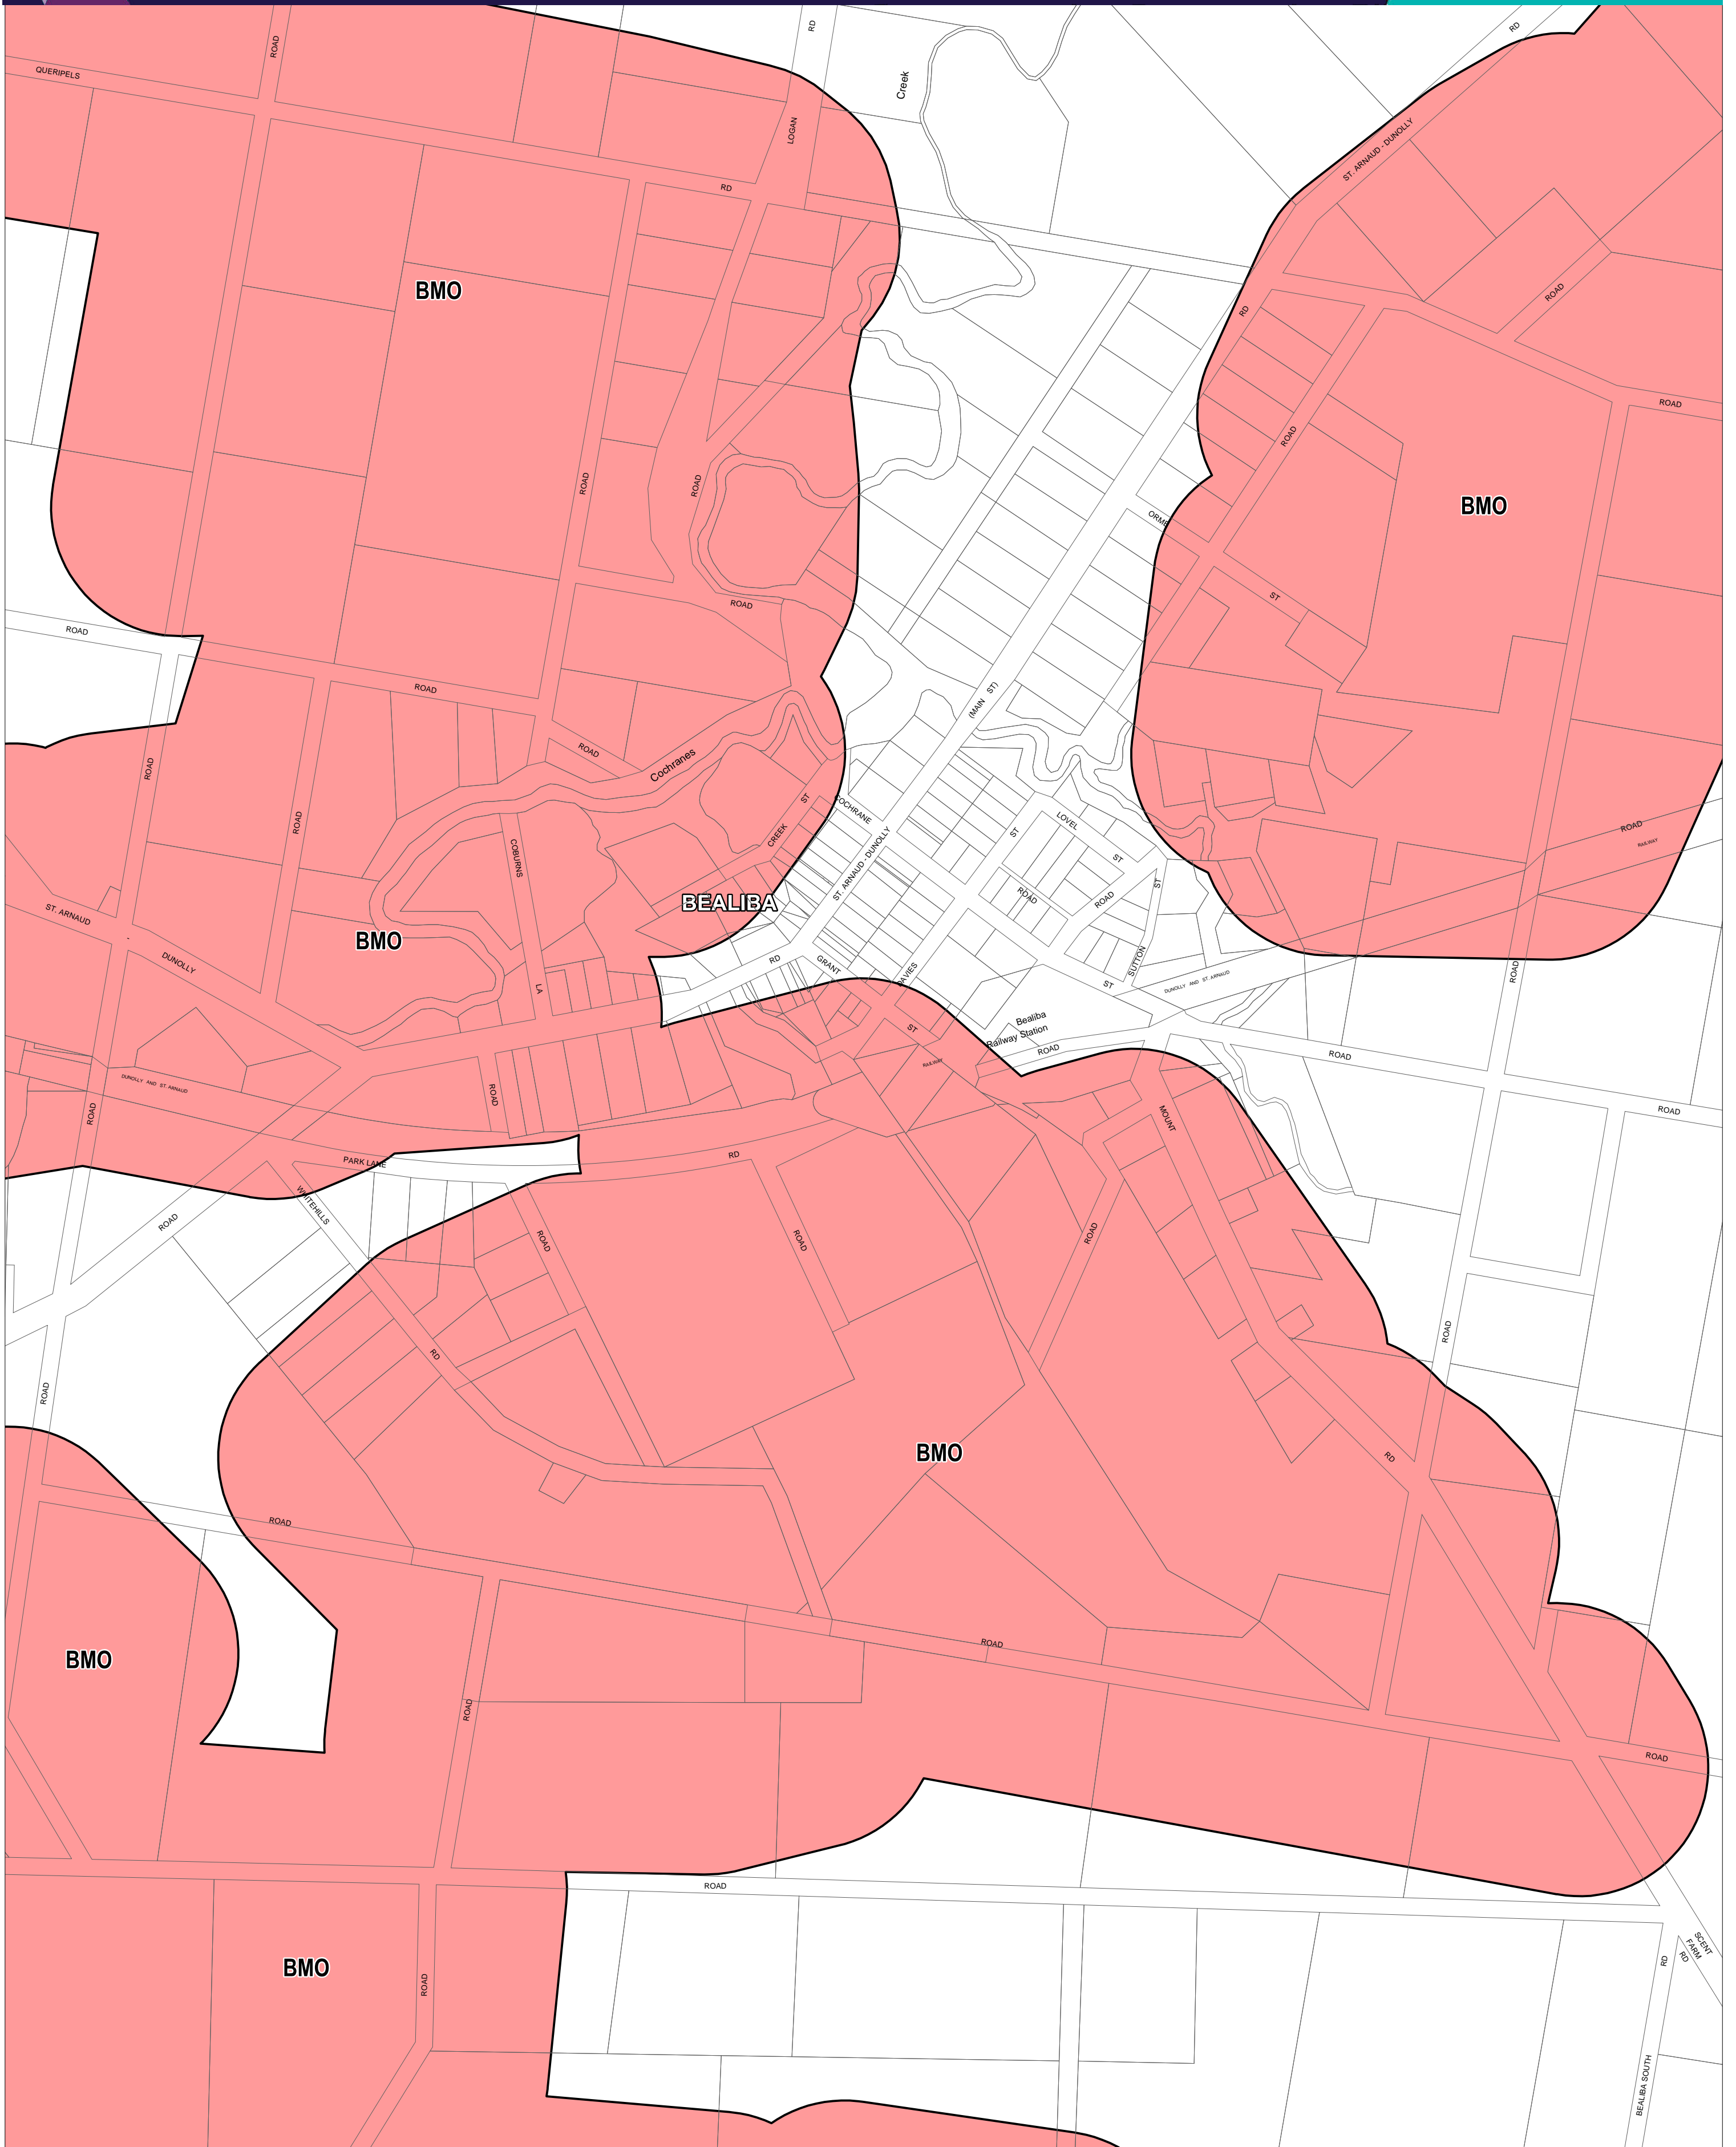 RD
RD
ROAD
QUERIPELS
Creek
LOGAN
ST. ARNAUD - DUNOLLY
RD
BMO
ROAD
RD
ROAD
ROAD
BMO
ROAD
ROAD
ORME
ST
ROAD
ROAD
ROAD
(MAIN ST)
ROAD
Cochranes
ROAD
ROAD
ST
COCHRANE
CREEK
ST
LOVEL
ST
ROAD
RAILWAY
COBURNS
ST. ARNAUD - DUNOLLY
ROAD
ROAD
ST
BEALIBA
ST. ARNAUD
-
DUNOLLY
BMO
RD
GRANT
DAVIES
SUTTON
ST
DUNOLLY AND ST. ARNAUD
ROAD
LA
Bealiba
Railway Station
ST
ROAD
RAILWAY
ROAD
DUNOLLY AND ST. ARNAUD
ROAD
ROAD
MOUNT
ROAD
PARK LANE
RD
WHITEHILLS
ROAD
ROAD
ROAD
ROAD
RD
ROAD
ROAD
BMO
RD
ROAD
BMO
ROAD
ROAD
ROAD
ROAD
BMO
ROAD
RD
SCENT
FARM
RD
BEALIBA SOUTH